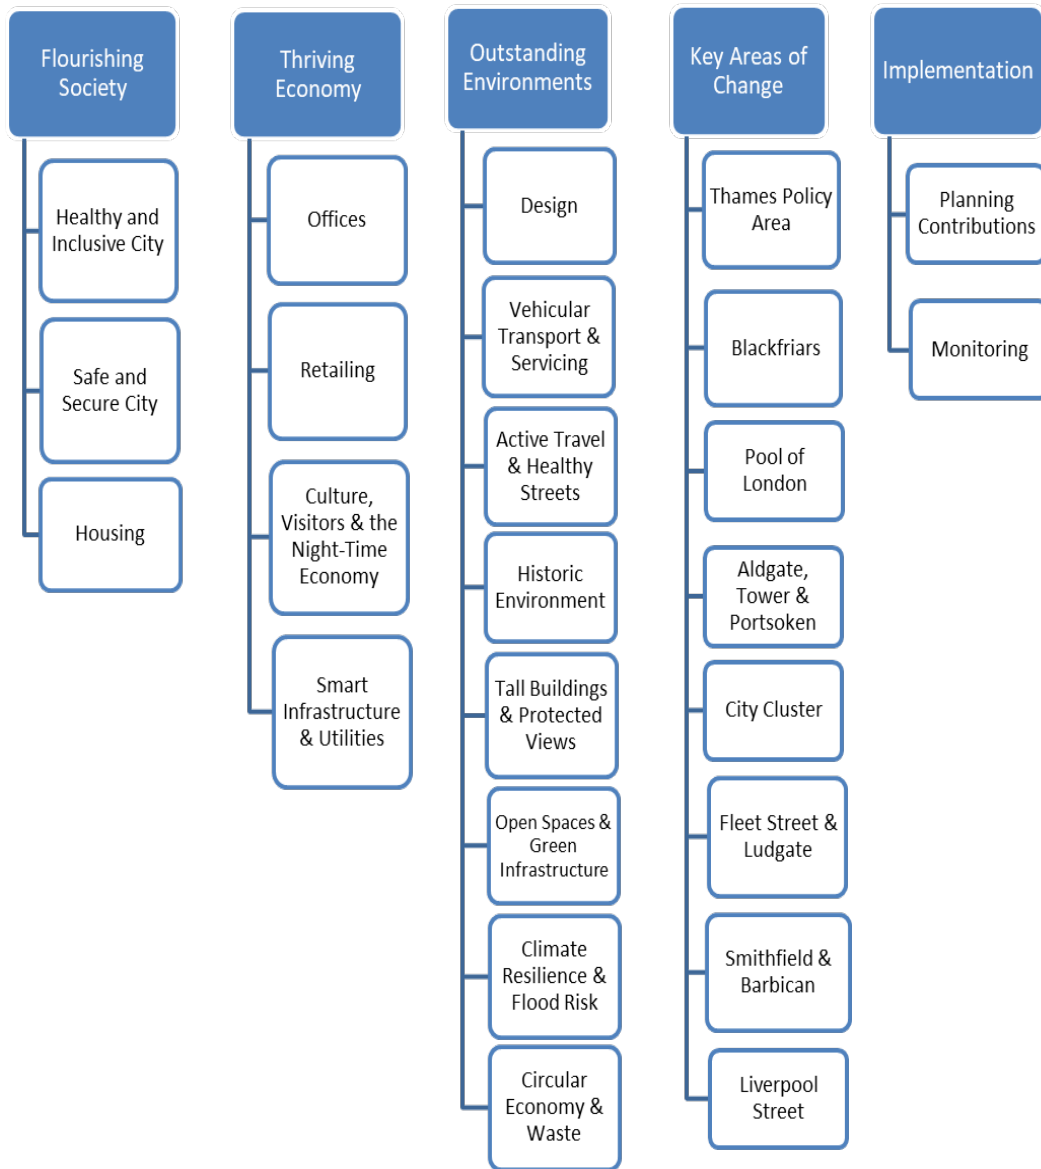 Flourishing
Society
Healthy and
Inclusive City
Safe and
Secure City
Housing
Thriving
Economy
Offices
Retailing
Culture,
Visitors & the
Night-Time
Economy
Smart
Infrastructure
& Utilities
Outstanding
Environments
Design
Vehicular
Transport &
Servicing
Active Travel
& Healthy
Streets
Historic
Environment
Tall Buildings
& Protected
Views
Open Spaces &
Green
Infrastructure
Climate
Resilience &
Flood Risk
Circular
Economy &
Waste
Key Areas of
Change
Thames Policy
Area
Blackfriars
Pool of
London
Aldgate,
Tower &
Portsoken
City Cluster
Fleet Street &
Ludgate
Smithfield &
Barbican
Liverpool
Street
Implementation
Planning
Contributions
Monitoring